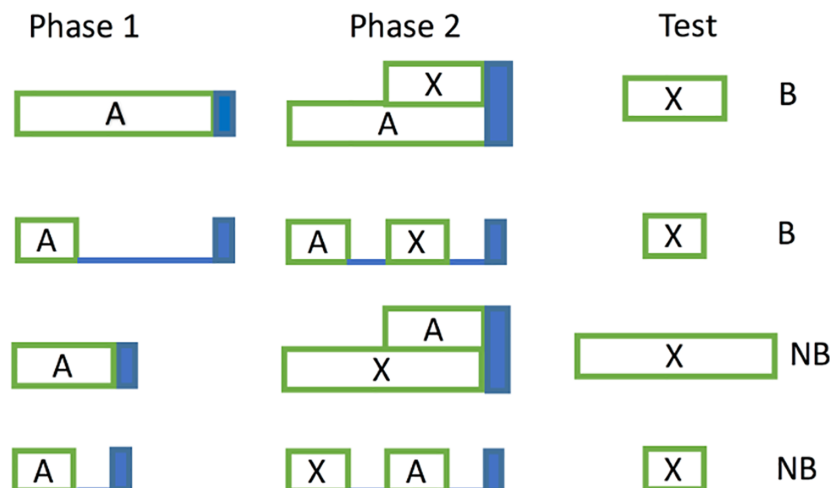 Phase 1 Phase 2 Test
A X A X B
A A X X B
A A X X NB
A X A X NB